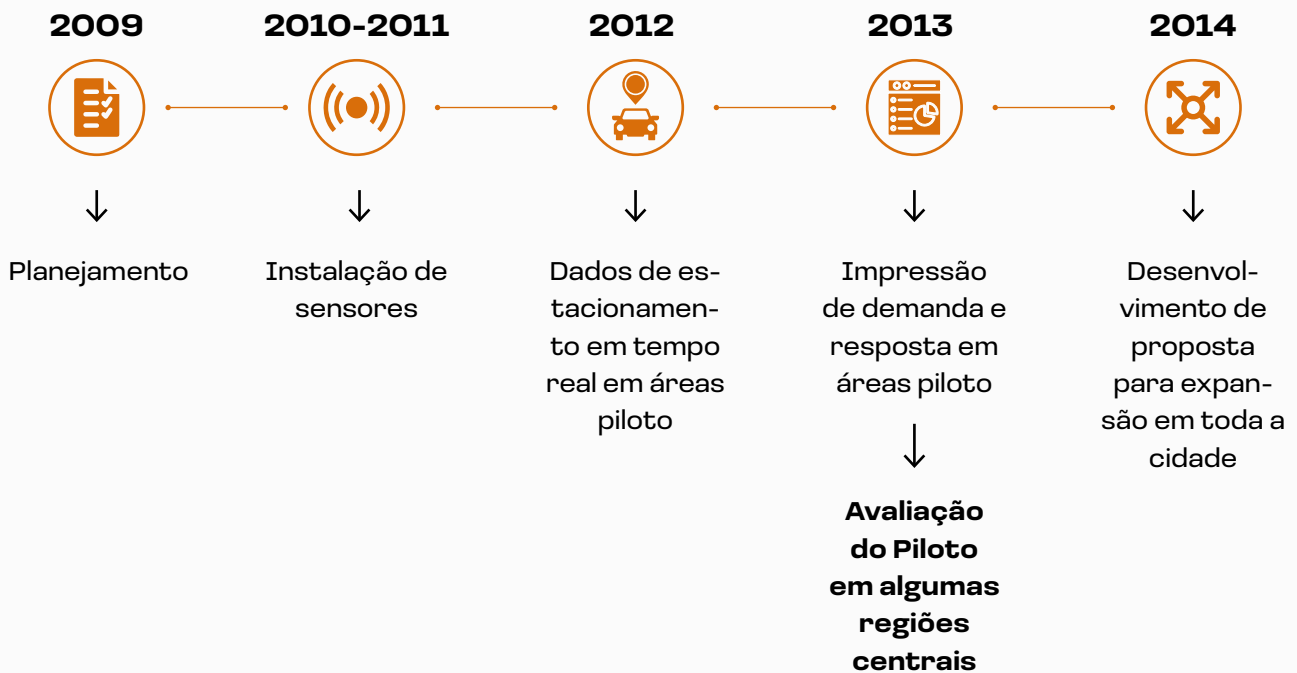 2009
Planejamento
2010-2011
Instalação de
sensores
2012
Dados de es-
tacionamen-
to em tempo
real em áreas
piloto
2013
Impressão
de demanda e
resposta em
áreas piloto
Avaliação
do Piloto
em algumas
regiões
centrais
2014
Desenvol-
vimento de
proposta
para expan-
são em toda a
cidade